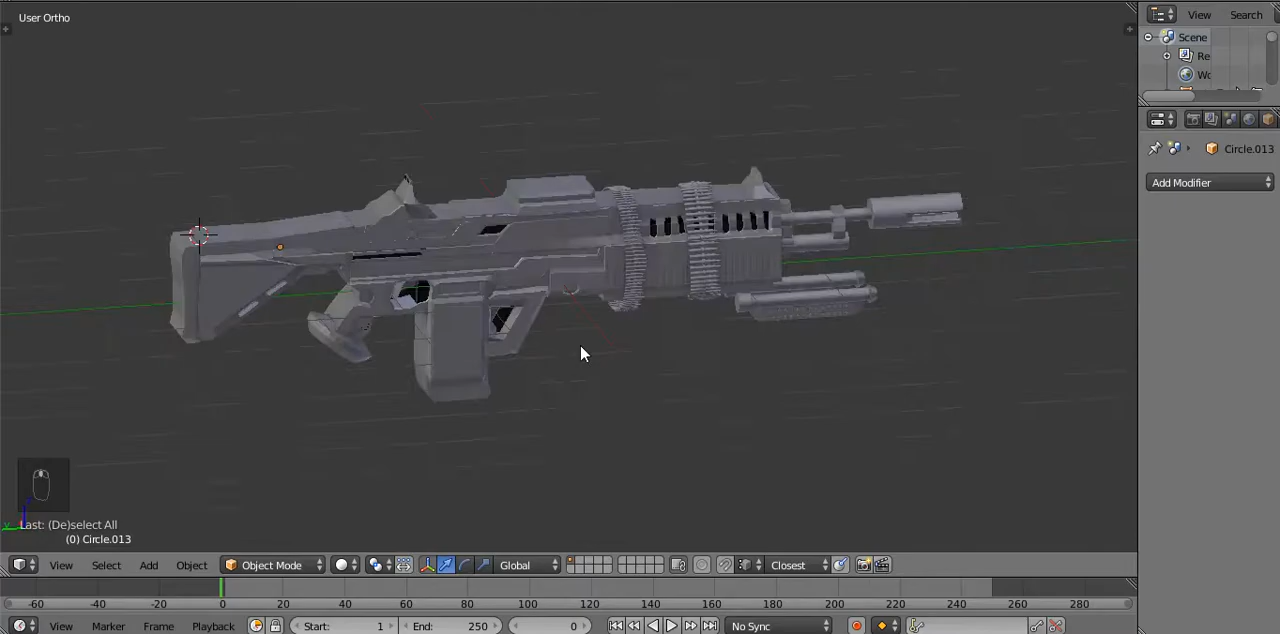 User Ortho
View Search
Scene
Re
Wo
Circle.013
Add Modifier
y Last: (De)select All
(0) Circle.013
View Select Add Object Object Mode Global Closest
-60 -40 -20 0 20 40 60 80 100 120 140 160 180 200 220 240 260 280
View Marker Frame Playback Start: 1 End: 250 0 No Sync